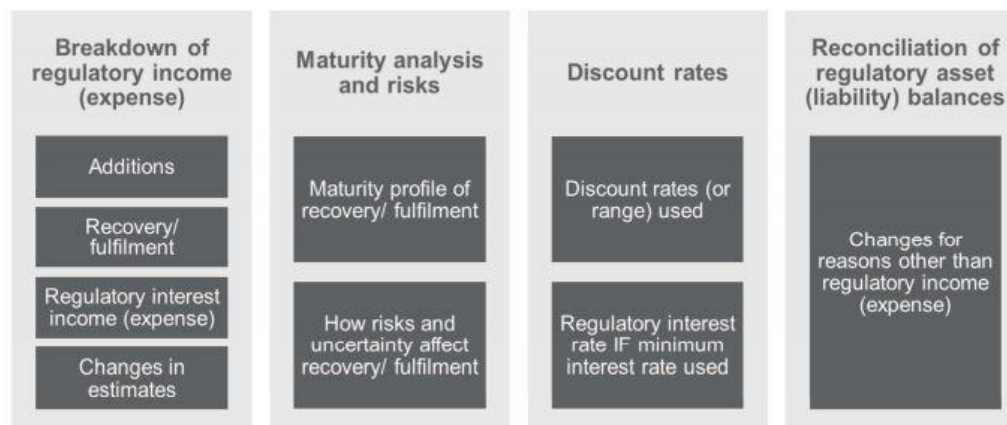 Breakdown of
regulatory income
(expense)
Additions
Recovery/
fulfilment
Regulatory interest
income (expense)
Changes in
estimates
Maturity analysis
and risks
Maturity profile of
recovery/ fulfilment
How risks and
uncertainty affect
recovery/ fulfilment
Discount rates
Discount rates (or
range) used
Regulatory interest
rate IF minimum
interest rate used
Reconciliation of
regulatory asset
(liability) balances
Changes for
reasons other than
regulatory income
(expense)